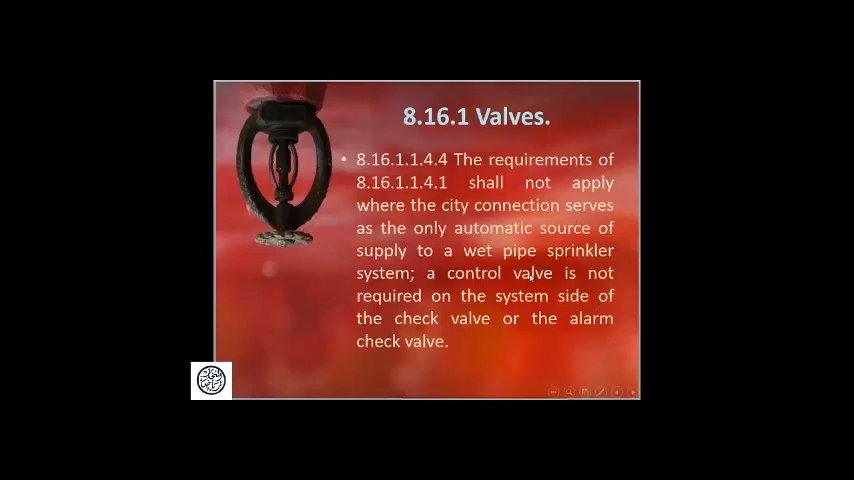 8.16.1 Valves.
• 8.16.1.1.4.4 The requirements of
8.16.1.1.4.1 shall not apply
where the city connection serves
as the only automatic source of
supply to a wet pipe sprinkler
system; a control valve is not
required on the system side of
the check valve or the alarm
check valve.